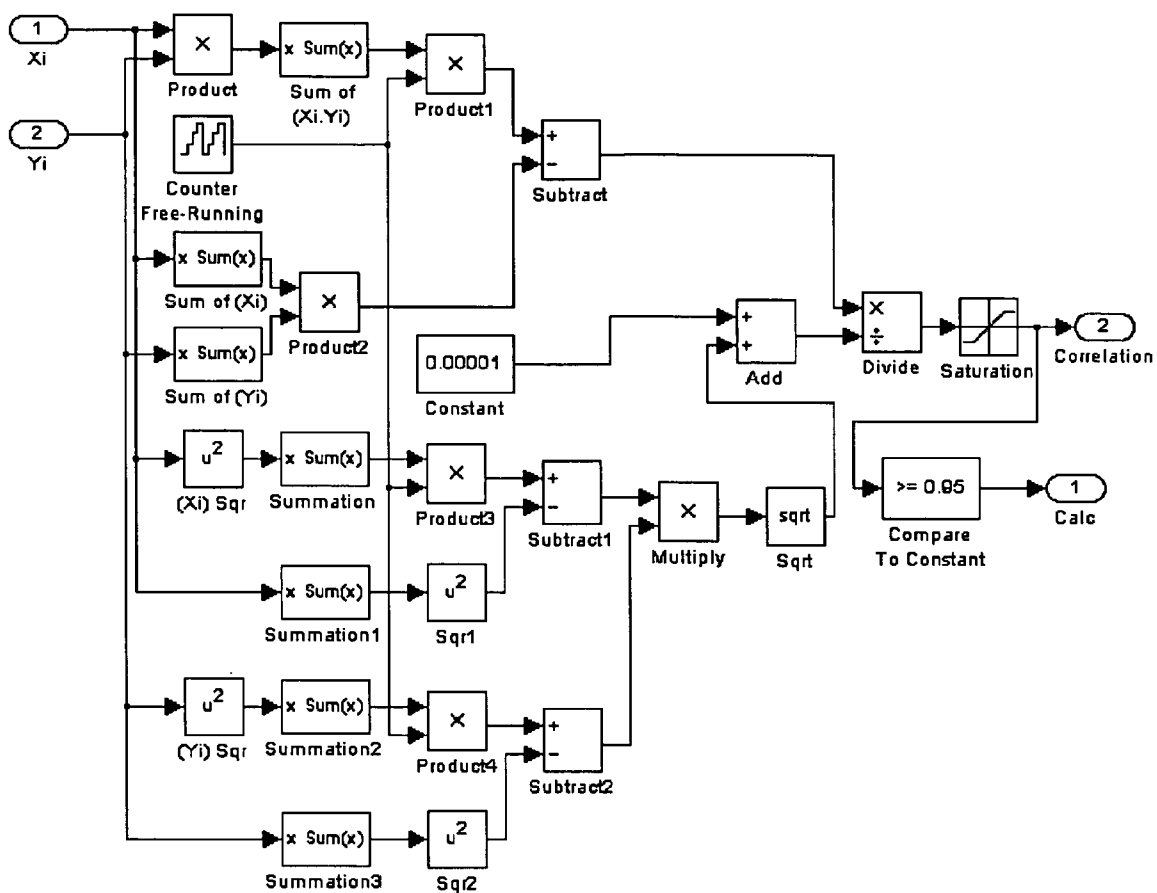 1
Xi
2
Yi
×
Product
x Sum(x)
Sum of
(Xi.Yi)
×
Product1
Counter
Free-Running
+
−
Subtract
x Sum(x)
Sum of (Xi)
x Sum(x)
Sum of (Yi)
×
Product2
0.00001
Constant
+
+
Add
×
÷
Divide
Saturation
2
Correlation
u²
(Xi) Sqr
x Sum(x)
Summation
×
Product3
+
−
Subtract1
×
Multiply
sqrt
Sqrt
>= 0.85
Compare
To Constant
1
Calc
x Sum(x)
Summation1
u²
Sqr1
u²
(Yi) Sqr
x Sum(x)
Summation2
×
Product4
+
−
Subtract2
x Sum(x)
Summation3
u²
Sqr2